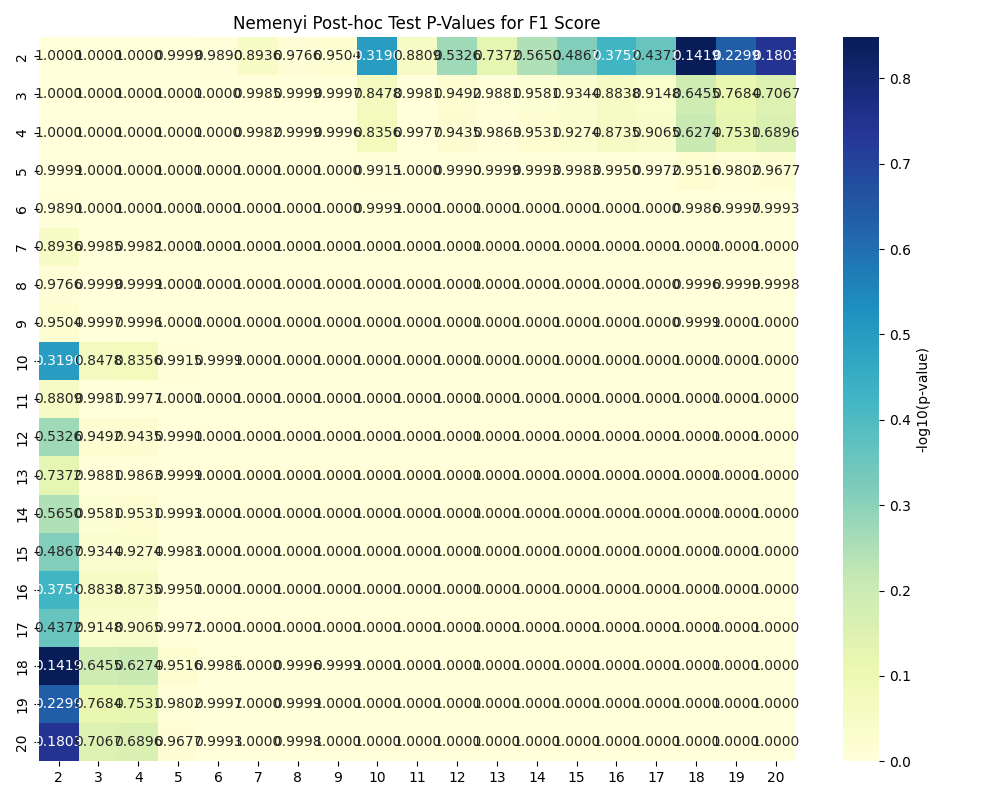 Nemenyi Post-hoc Test P-Values for F1 Score
2 1.0000 1.0000 1.0000 0.9999 0.9890 0.8936 0.9766 0.9504 0.3190 0.8809 0.5326 0.7372 0.5650 0.4867 0.3752 0.4372 0.1419 0.2299 0.1803
3 1.0000 1.0000 1.0000 1.0000 1.0000 0.9985 0.9999 0.9997 0.8478 0.9981 0.9492 0.9881 0.9581 0.9344 0.8838 0.9148 0.6455 0.7684 0.7067
4 1.0000 1.0000 1.0000 1.0000 1.0000 0.9982 0.9999 0.9996 0.8356 0.9977 0.9435 0.9863 0.9531 0.9274 0.8735 0.9065 0.6274 0.7531 0.6896
5 0.9999 1.0000 1.0000 1.0000 1.0000 1.0000 1.0000 1.0000 0.9915 1.0000 0.9990 0.9999 0.9993 0.9983 0.9950 0.9972 0.9516 0.9802 0.9677
6 0.9890 1.0000 1.0000 1.0000 1.0000 1.0000 1.0000 1.0000 0.9999 1.0000 1.0000 1.0000 1.0000 1.0000 1.0000 1.0000 0.9986 0.9997 0.9993
7 0.8936 0.9985 0.9982 1.0000 1.0000 1.0000 1.0000 1.0000 1.0000 1.0000 1.0000 1.0000 1.0000 1.0000 1.0000 1.0000 1.0000 1.0000 1.0000
8 0.9766 0.9999 0.9999 1.0000 1.0000 1.0000 1.0000 1.0000 1.0000 1.0000 1.0000 1.0000 1.0000 1.0000 1.0000 1.0000 0.9996 0.9999 0.9998
9 0.9504 0.9997 0.9996 1.0000 1.0000 1.0000 1.0000 1.0000 1.0000 1.0000 1.0000 1.0000 1.0000 1.0000 1.0000 1.0000 0.9999 1.0000 1.0000
10 0.3190 0.8478 0.8356 0.9915 0.9999 1.0000 1.0000 1.0000 1.0000 1.0000 1.0000 1.0000 1.0000 1.0000 1.0000 1.0000 1.0000 1.0000 1.0000
11 0.8809 0.9981 0.9977 1.0000 1.0000 1.0000 1.0000 1.0000 1.0000 1.0000 1.0000 1.0000 1.0000 1.0000 1.0000 1.0000 1.0000 1.0000 1.0000
12 0.5326 0.9492 0.9435 0.9990 1.0000 1.0000 1.0000 1.0000 1.0000 1.0000 1.0000 1.0000 1.0000 1.0000 1.0000 1.0000 1.0000 1.0000 1.0000
13 0.7372 0.9881 0.9863 0.9999 1.0000 1.0000 1.0000 1.0000 1.0000 1.0000 1.0000 1.0000 1.0000 1.0000 1.0000 1.0000 1.0000 1.0000 1.0000
14 0.5650 0.9581 0.9531 0.9993 1.0000 1.0000 1.0000 1.0000 1.0000 1.0000 1.0000 1.0000 1.0000 1.0000 1.0000 1.0000 1.0000 1.0000 1.0000
15 0.4867 0.9344 0.9274 0.9983 1.0000 1.0000 1.0000 1.0000 1.0000 1.0000 1.0000 1.0000 1.0000 1.0000 1.0000 1.0000 1.0000 1.0000 1.0000
16 0.3752 0.8838 0.8735 0.9950 1.0000 1.0000 1.0000 1.0000 1.0000 1.0000 1.0000 1.0000 1.0000 1.0000 1.0000 1.0000 1.0000 1.0000 1.0000
17 0.4372 0.9148 0.9065 0.9972 1.0000 1.0000 1.0000 1.0000 1.0000 1.0000 1.0000 1.0000 1.0000 1.0000 1.0000 1.0000 1.0000 1.0000 1.0000
18 0.1419 0.6455 0.6274 0.9516 0.9986 1.0000 0.9996 0.9999 1.0000 1.0000 1.0000 1.0000 1.0000 1.0000 1.0000 1.0000 1.0000 1.0000 1.0000
19 0.2299 0.7684 0.7531 0.9802 0.9997 1.0000 0.9999 1.0000 1.0000 1.0000 1.0000 1.0000 1.0000 1.0000 1.0000 1.0000 1.0000 1.0000 1.0000
20 0.1803 0.7067 0.6896 0.9677 0.9993 1.0000 0.9998 1.0000 1.0000 1.0000 1.0000 1.0000 1.0000 1.0000 1.0000 1.0000 1.0000 1.0000 1.0000
2 3 4 5 6 7 8 9 10 11 12 13 14 15 16 17 18 19 20
0.8
0.7
0.6
0.5
0.4
0.3
0.2
0.1
0.0
-log10(p-value)